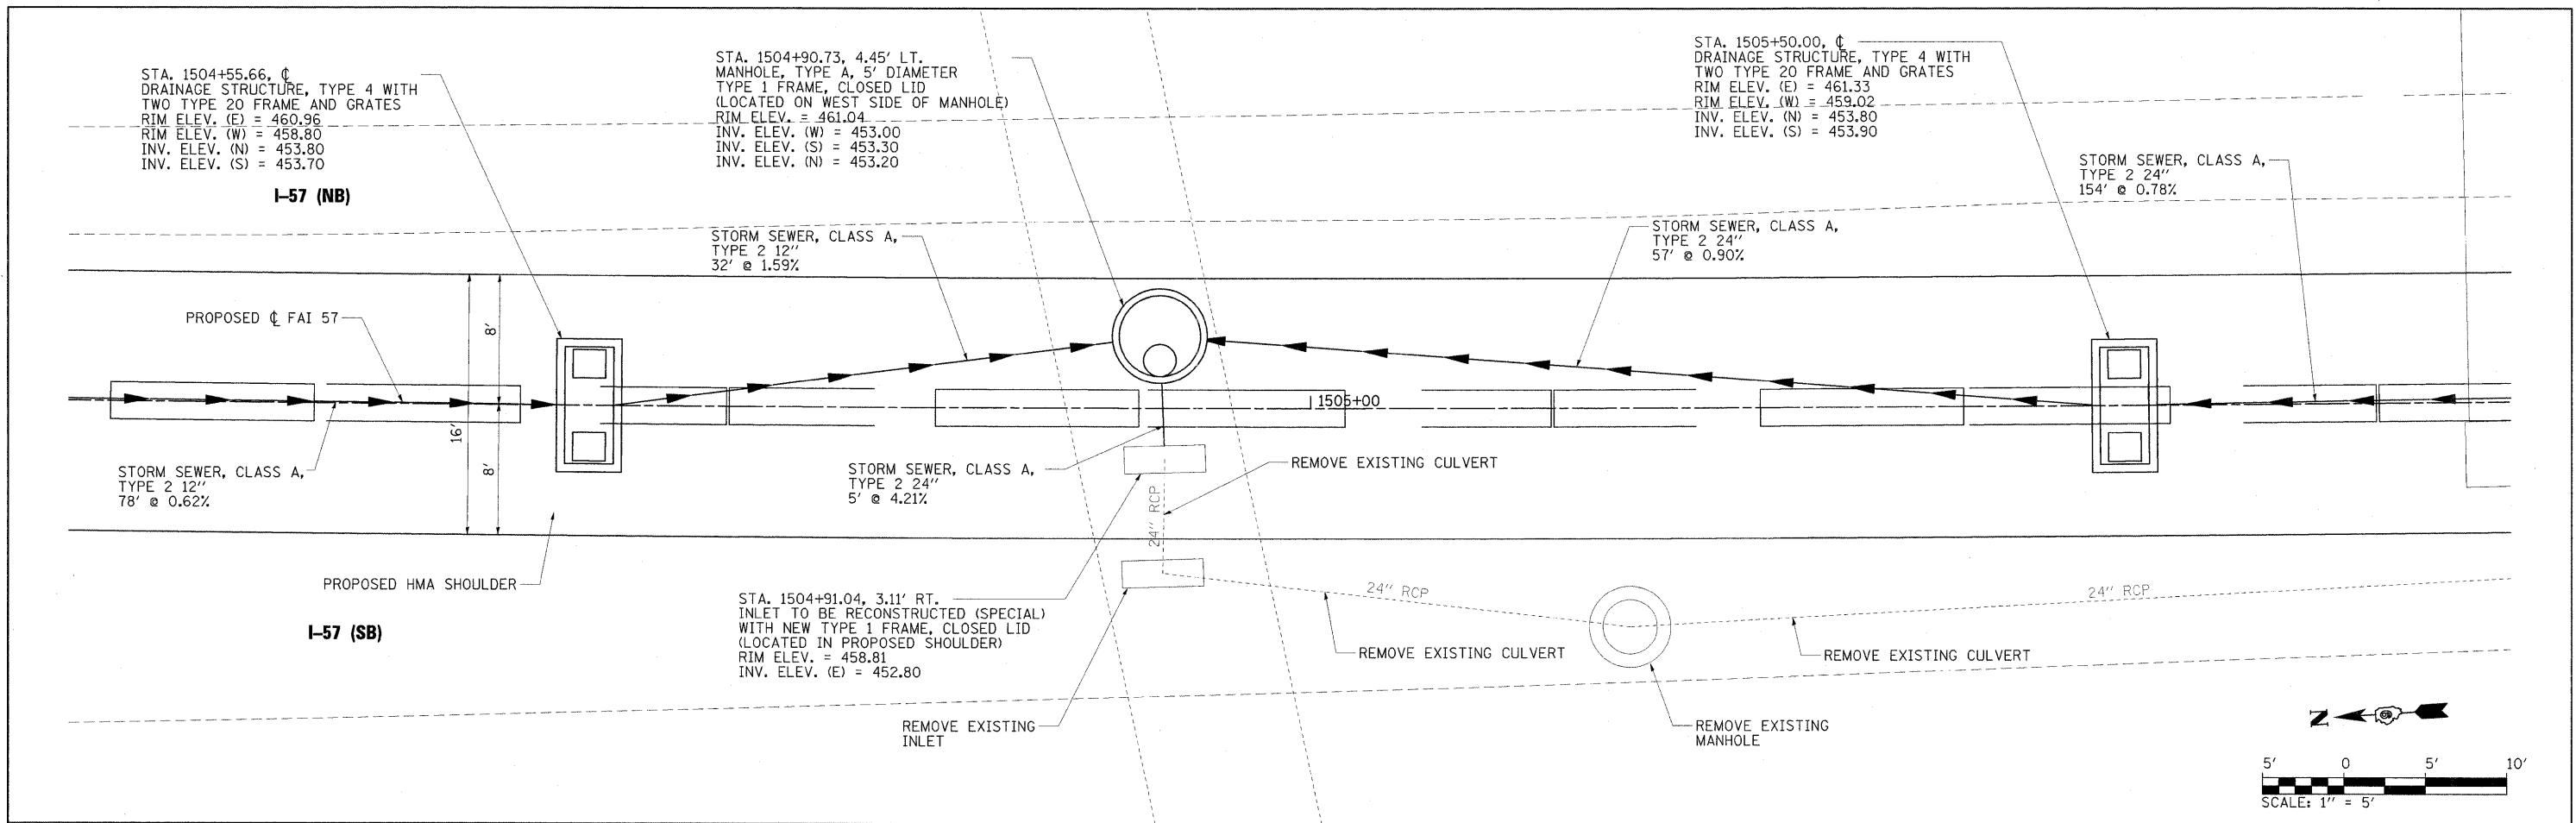 STA. 1504+55.66, ℄
DRAINAGE STRUCTURE, TYPE 4 WITH
TWO TYPE 20 FRAME AND GRATES
RIM ELEV. (E) = 460.96
RIM ELEV. (W) = 458.80
INV. ELEV. (N) = 453.80
INV. ELEV. (S) = 453.70
I-57 (NB)
STA. 1504+90.73, 4.45' LT.
MANHOLE, TYPE A, 5' DIAMETER
TYPE 1 FRAME, CLOSED LID
(LOCATED ON WEST SIDE OF MANHOLE)
RIM ELEV. = 461.04
INV. ELEV. (W) = 453.00
INV. ELEV. (S) = 453.30
INV. ELEV. (N) = 453.20
STA. 1505+50.00, ℄
DRAINAGE STRUCTURE, TYPE 4 WITH
TWO TYPE 20 FRAME AND GRATES
RIM ELEV. (E) = 461.33
RIM ELEV. (W) = 459.02
INV. ELEV. (N) = 453.80
INV. ELEV. (S) = 453.90
STORM SEWER, CLASS A,
TYPE 2 24"
154' @ 0.78%
STORM SEWER, CLASS A,
TYPE 2 12"
32' @ 1.59%
STORM SEWER, CLASS A,
TYPE 2 24"
57' @ 0.90%
PROPOSED ℄ FAI 57
8'
16'
8'
1505+00
STORM SEWER, CLASS A,
TYPE 2 12"
78' @ 0.62%
STORM SEWER, CLASS A,
TYPE 2 24"
5' @ 4.21%
REMOVE EXISTING CULVERT
24" RCP
PROPOSED HMA SHOULDER
I-57 (SB)
STA. 1504+91.04, 3.11' RT.
INLET TO BE RECONSTRUCTED (SPECIAL)
WITH NEW TYPE 1 FRAME, CLOSED LID
(LOCATED IN PROPOSED SHOULDER)
RIM ELEV. = 458.81
INV. ELEV. (E) = 452.80
24" RCP
24" RCP
REMOVE EXISTING CULVERT
REMOVE EXISTING CULVERT
REMOVE EXISTING
INLET
REMOVE EXISTING
MANHOLE
N
5' 0 5' 10'
SCALE: 1" = 5'